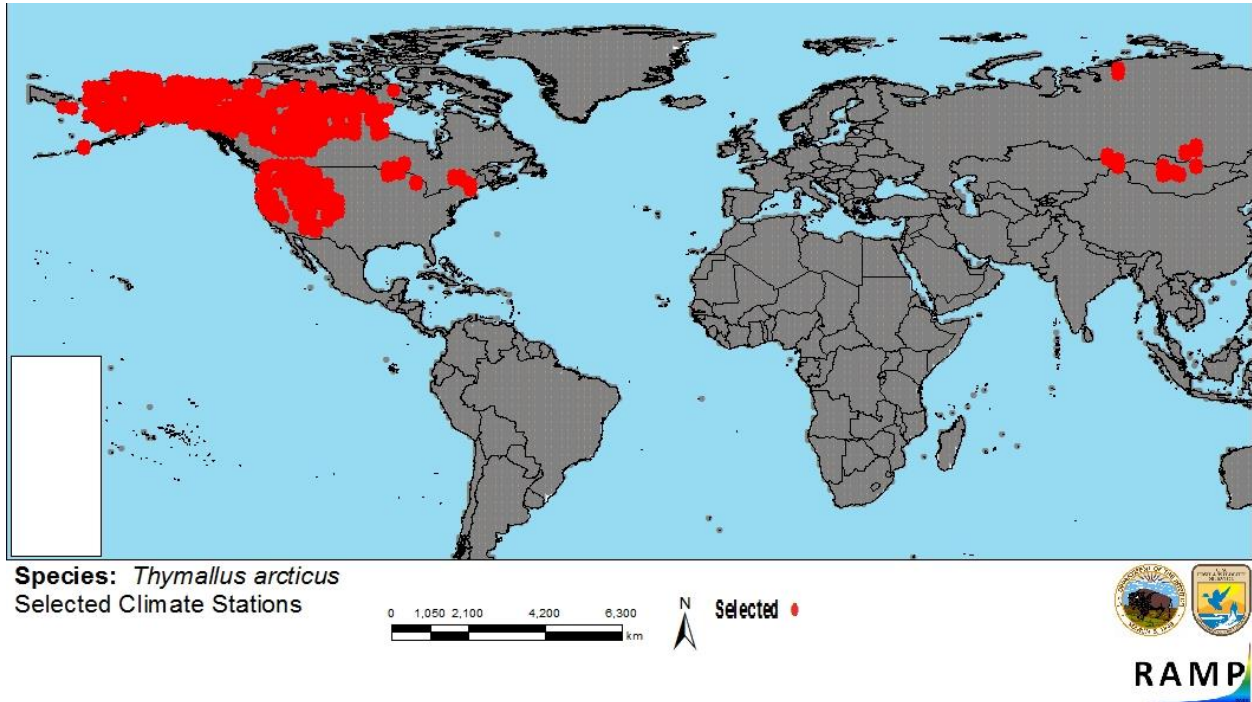 Species: Thymallus arcticus
Selected Climate Stations
0 1,050 2,100 4,200 6,300
km
N
Selected
RAMP